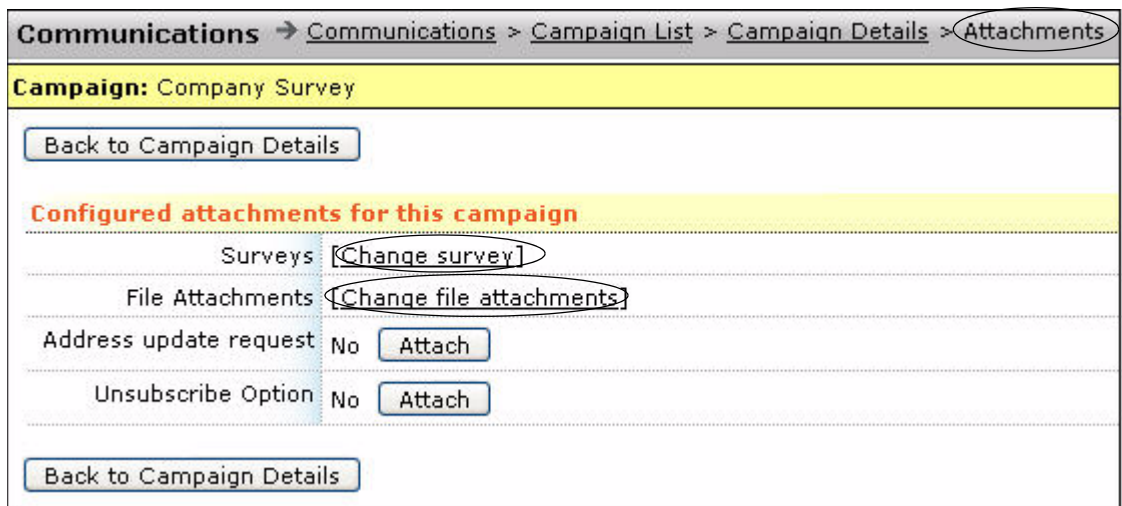 Communications → Communications > Campaign List > Campaign Details > Attachments
Campaign: Company Survey
Back to Campaign Details
Configured attachments for this campaign
Surveys [Change survey]
File Attachments [Change file attachments]
Address update request No Attach
Unsubscribe Option No Attach
Back to Campaign Details